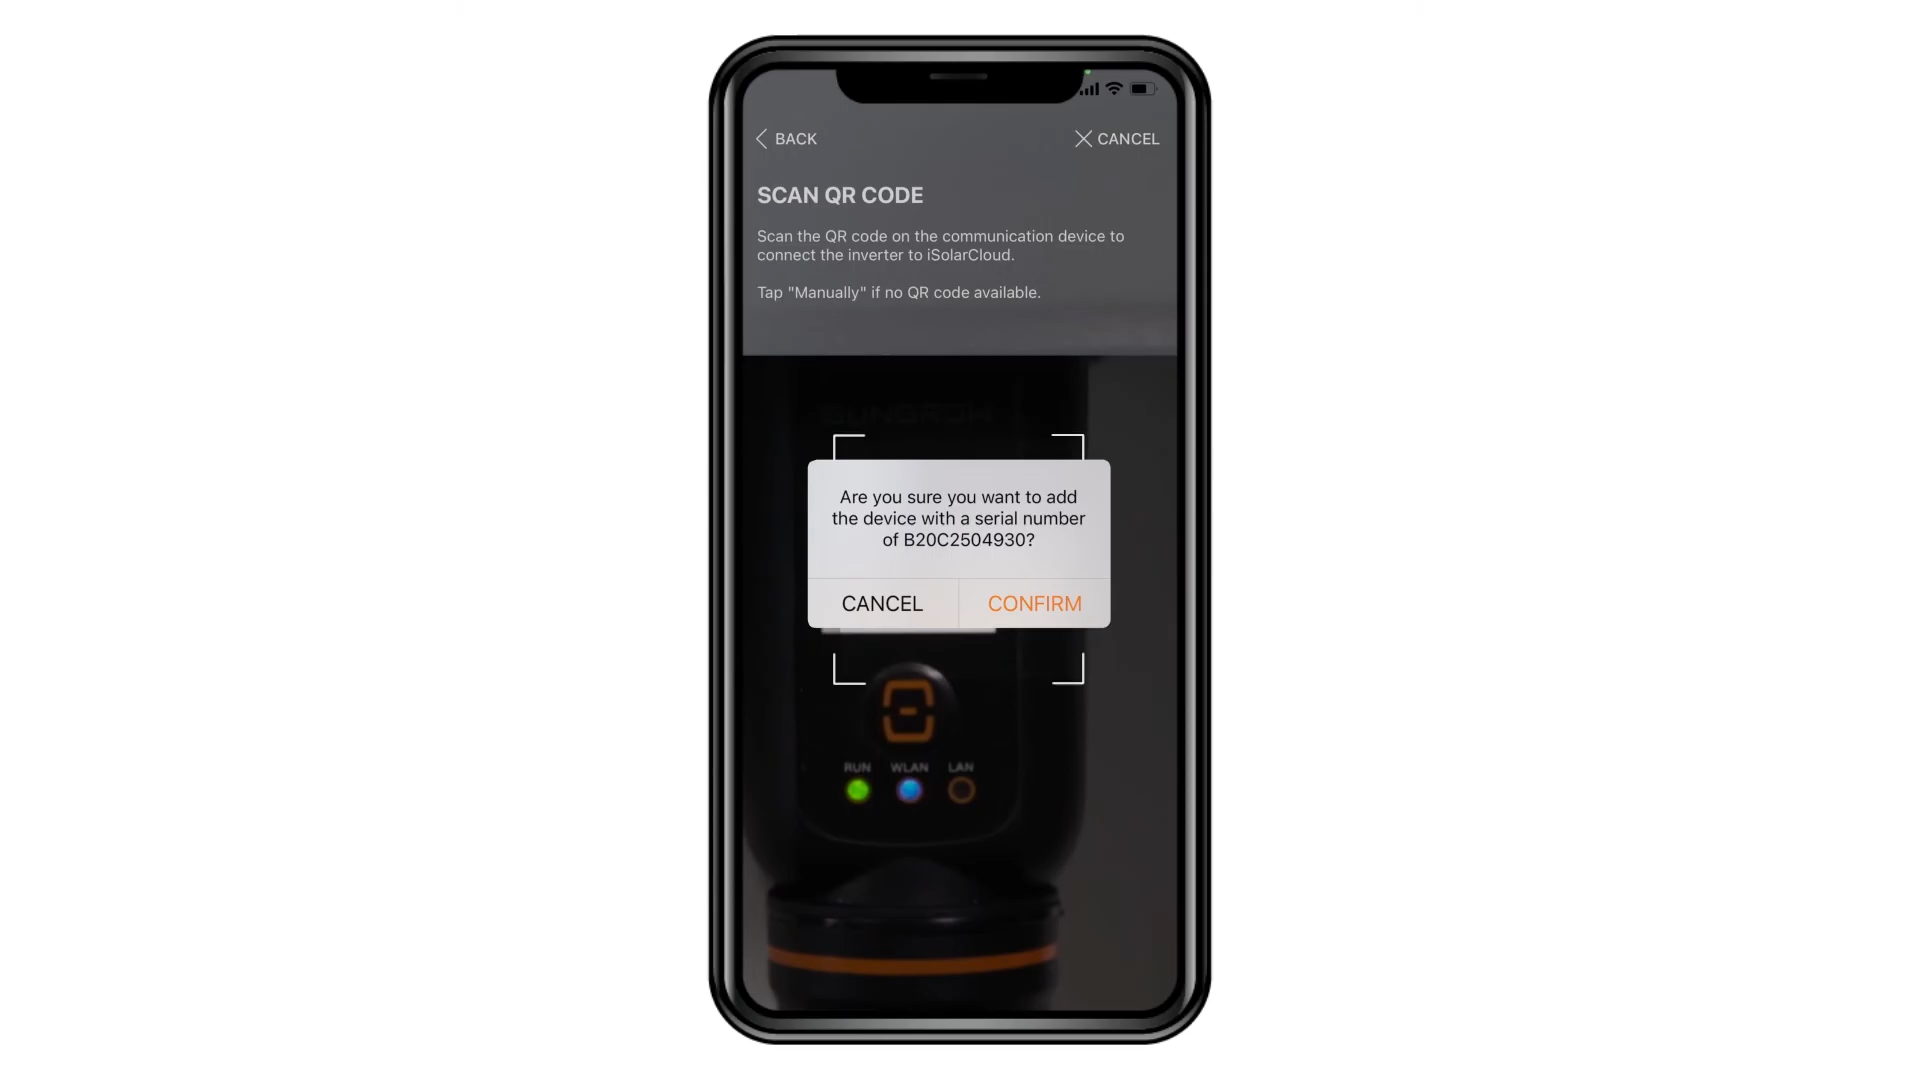 BACK
CANCEL
SCAN QR CODE
Scan the QR code on the communication device to
connect the inverter to iSolarCloud.
Tap "Manually" if no QR code available.
SUNGROW
Are you sure you want to add
the device with a serial number
of B20C2504930?
CANCEL
CONFIRM
RUN WLAN LAN